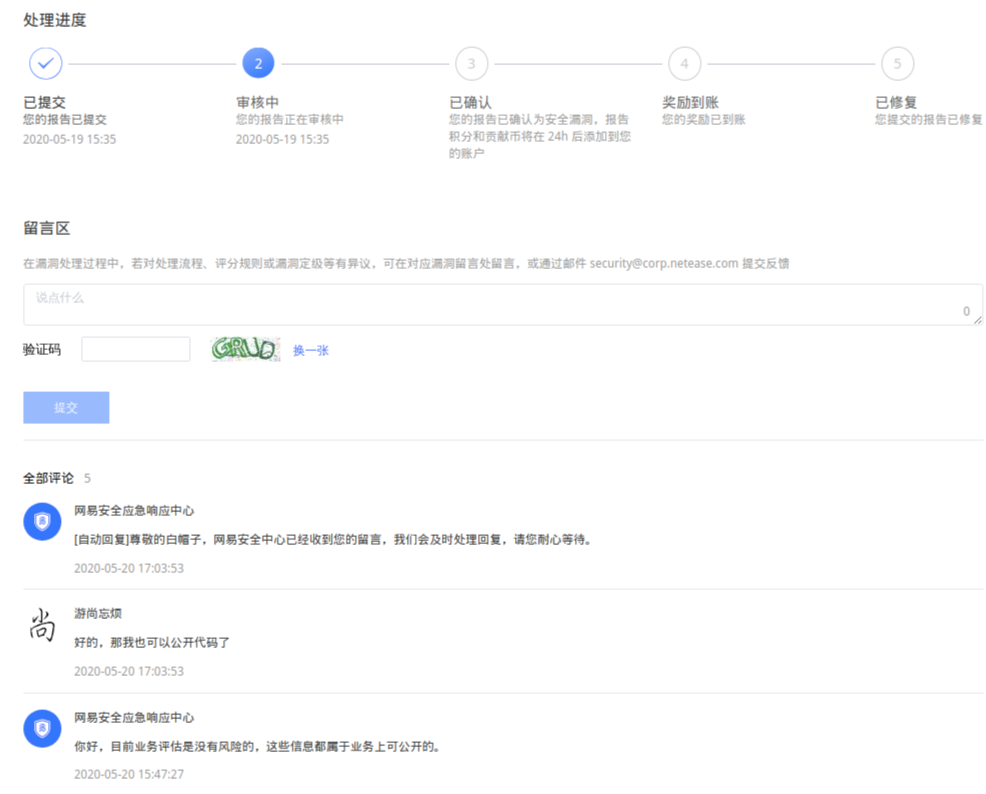 处理进度
2
3
4
5
已提交
审核中
已确认
奖励到账
已修复
您的报告已提交
您的报告正在审核中
您的报告已确认为安全漏洞，报告
您的奖励已到账
您提交的报告已修复
2020-05-19 15:35
2020-05-19 15:35
积分和贡献币将在 24h 后添加到您
的账户
留言区
在漏洞处理过程中，若对处理流程、评分规则或漏洞定级等有异议，可在对应漏洞留言处留言，或通过邮件 security@corp.netease.com 提交反馈
说点什么
0
验证码
GRUD
换一张
提交
全部评论 5
网易安全应急响应中心
[自动回复]尊敬的白帽子，网易安全中心已经收到您的留言，我们会及时处理回复，请您耐心等待。
2020-05-20 17:03:53
尚
游尚忘烦
好的，那我也可以公开代码了
2020-05-20 17:03:53
网易安全应急响应中心
你好，目前业务评估是没有风险的，这些信息都属于业务上可公开的。
2020-05-20 15:47:27